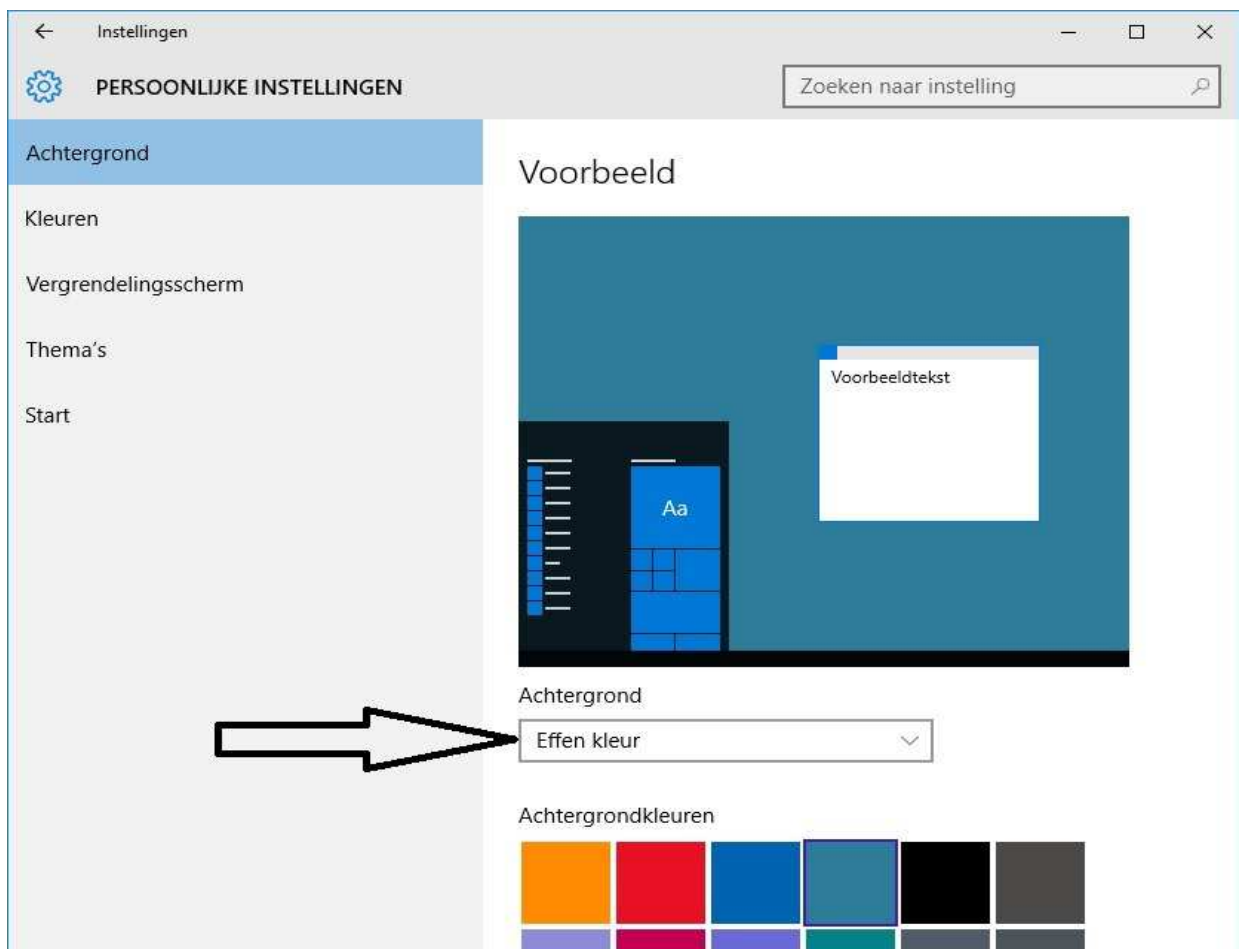 Instellingen
PERSOONLIJKE INSTELLINGEN
Zoeken naar instelling
Achtergrond
Kleuren
Vergrendelingsscherm
Thema's
Start
Voorbeeld
Voorbeeldtekst
Aa
Achtergrond
Effen kleur
Achtergrondkleuren